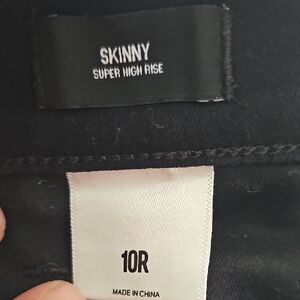 SKINNY
SUPER HIGH RISE
10R
MADE IN CHINA